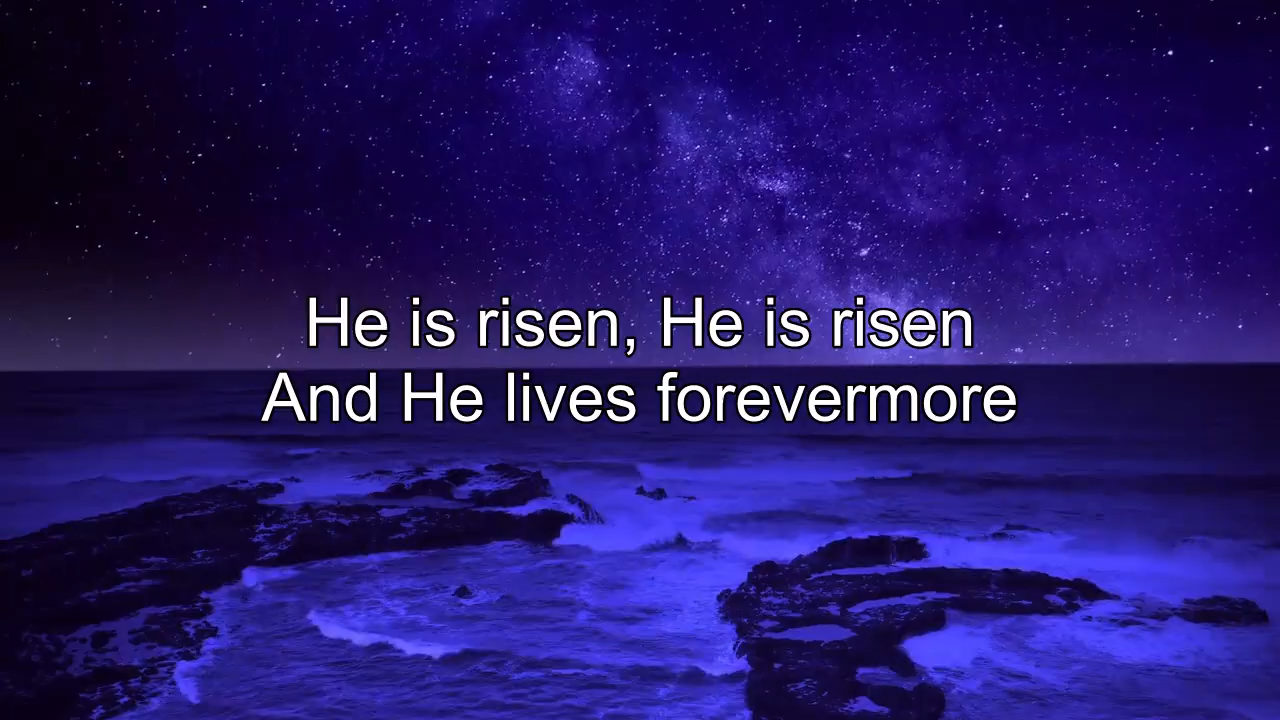 He is risen, He is risen
And He lives forevermore